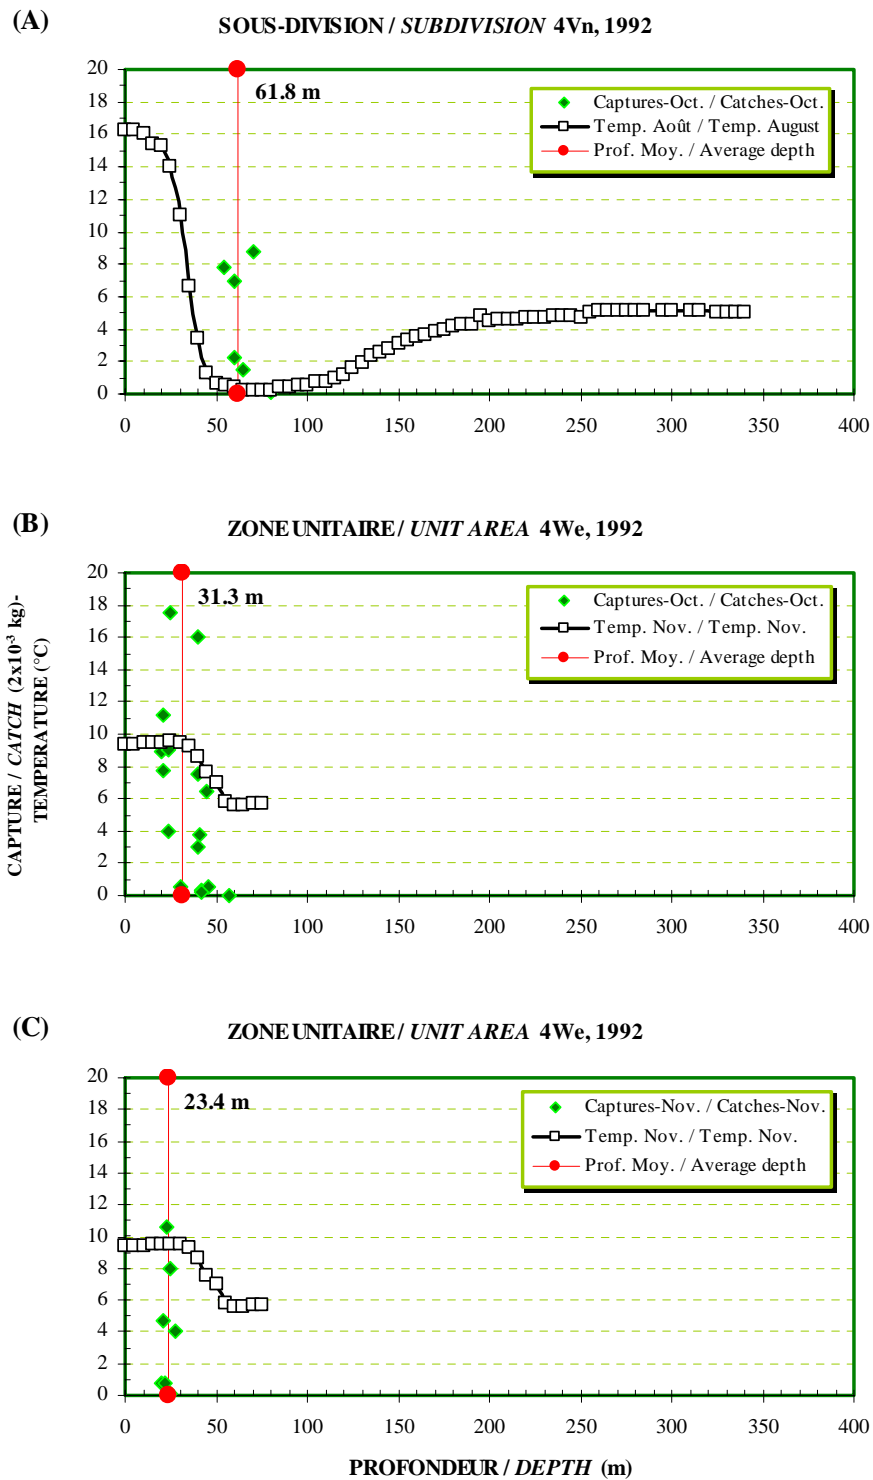 (A)
SOUS-DIVISION / SUBDIVISION 4Vn, 1992
20
18
16
14
12
10
8
6
4
2
0
61.8 m
Captures-Oct. / Catches-Oct.
Temp. Août / Temp. August
Prof. Moy. / Average depth
0 50 100 150 200 250 300 350 400
(B)
ZONE UNITAIRE / UNIT AREA 4We, 1992
CAPTURE / CATCH (2x10⁻³ kg)-
TEMPERATURE (°C)
20
18
16
14
12
10
8
6
4
2
0
31.3 m
Captures-Oct. / Catches-Oct.
Temp. Nov. / Temp. Nov.
Prof. Moy. / Average depth
0 50 100 150 200 250 300 350 400
(C)
ZONE UNITAIRE / UNIT AREA 4We, 1992
20
18
16
14
12
10
8
6
4
2
0
23.4 m
Captures-Nov. / Catches-Nov.
Temp. Nov. / Temp. Nov.
Prof. Moy. / Average depth
0 50 100 150 200 250 300 350 400
PROFONDEUR / DEPTH (m)